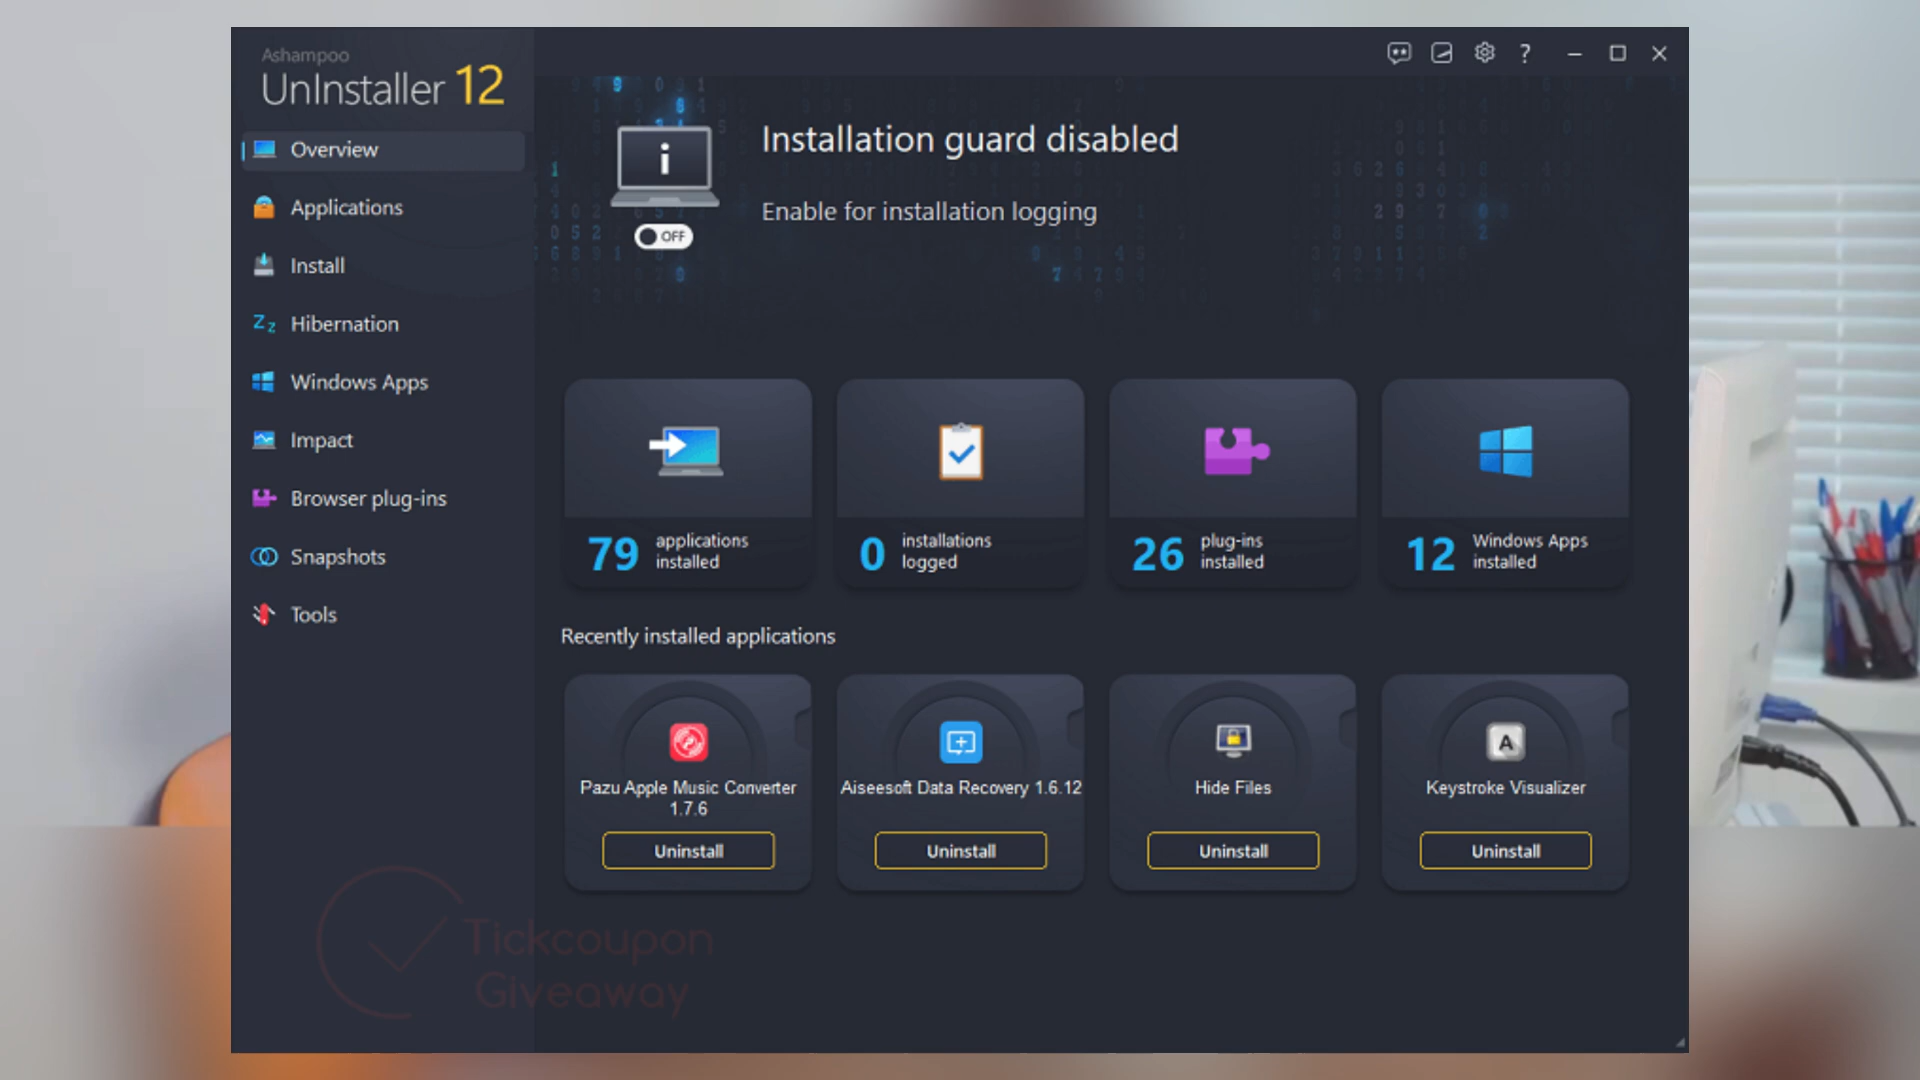 Ashampoo
UnInstaller 12
Overview
Applications
Install
Hibernation
Windows Apps
Impact
Browser plug-ins
Snapshots
Tools
Installation guard disabled
Enable for installation logging
OFF
79 applications
installed
0 installations
logged
26 plug-ins
installed
12 Windows Apps
installed
Recently installed applications
Pazu Apple Music Converter
1.7.6
Uninstall
Aiseesoft Data Recovery 1.6.12
Uninstall
Hide Files
Uninstall
A
Keystroke Visualizer
Uninstall
Tickcoupon
Giveaway